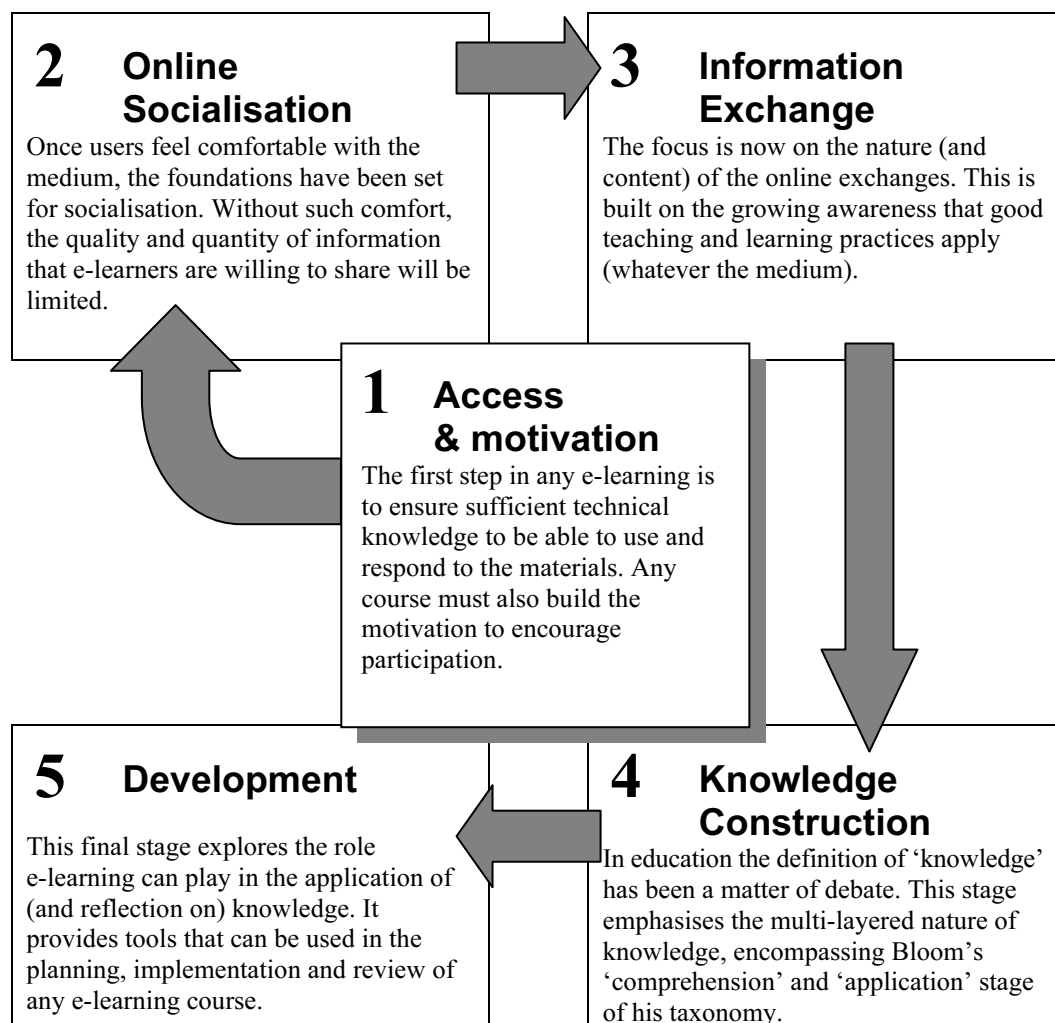 2 Online
Socialisation
Once users feel comfortable with the
medium, the foundations have been set
for socialisation. Without such comfort,
the quality and quantity of information
that e-learners are willing to share will be
limited.
3 Information
Exchange
The focus is now on the nature (and
content) of the online exchanges. This is
built on the growing awareness that good
teaching and learning practices apply
(whatever the medium).
1 Access
& motivation
The first step in any e-learning is
to ensure sufficient technical
knowledge to be able to use and
respond to the materials. Any
course must also build the
motivation to encourage
participation.
5 Development
This final stage explores the role
e-learning can play in the application of
(and reflection on) knowledge. It
provides tools that can be used in the
planning, implementation and review of
any e-learning course.
4 Knowledge
Construction
In education the definition of ‘knowledge’
has been a matter of debate. This stage
emphasises the multi-layered nature of
knowledge, encompassing Bloom’s
‘comprehension’ and ‘application’ stage
of his taxonomy.